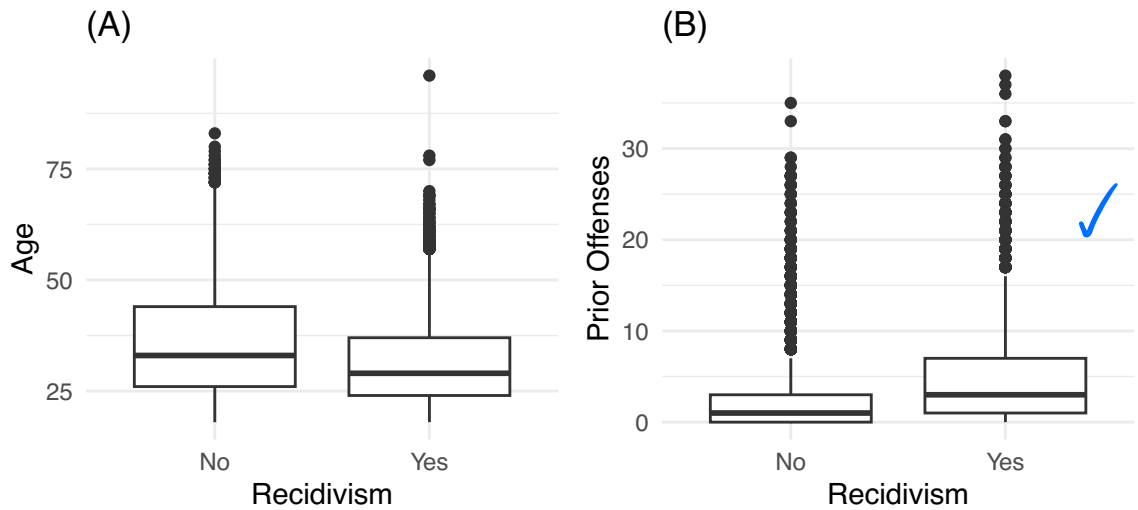 (A)
Age
75
50
25
No Yes
Recidivism
(B)
Prior Offenses
30
20
10
0
No Yes
Recidivism